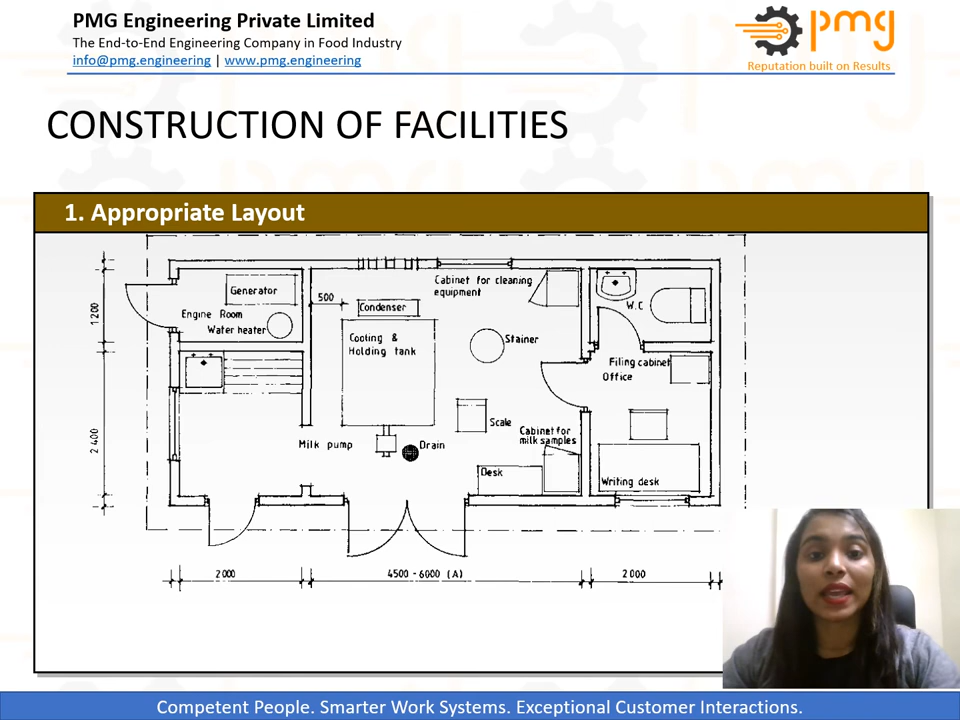 PMG Engineering Private Limited
The End-to-End Engineering Company in Food Industry
info@pmg.engineering | www.pmg.engineering
pmg
Reputation built on Results
CONSTRUCTION OF FACILITIES
1. Appropriate Layout
Generator
Engine Room
Water heater
500
Condenser
Cooling &
Holding tank
Cabinet for cleaning
equipment
Stainer
W.C
Filing cabinet
Office
1200
2400
Milk pump
Drain
Scale
Cabinet for
milk samples
Desk
Writing desk
2000
4500 - 6000 (A)
2000
Competent People. Smarter Work Systems. Exceptional Customer Interactions.